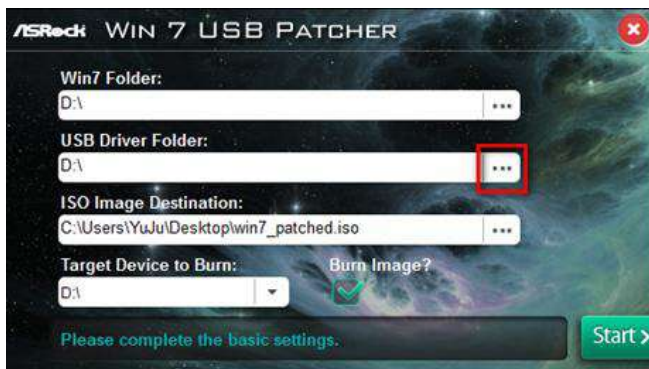 ASRock WIN 7 USB PATCHER
Win7 Folder:
D:\
...
USB Driver Folder:
D:\
...
ISO Image Destination:
C:\Users\YuJu\Desktop\win7_patched.iso
...
Target Device to Burn: Burn Image?
D:\
Please complete the basic settings.
Start >